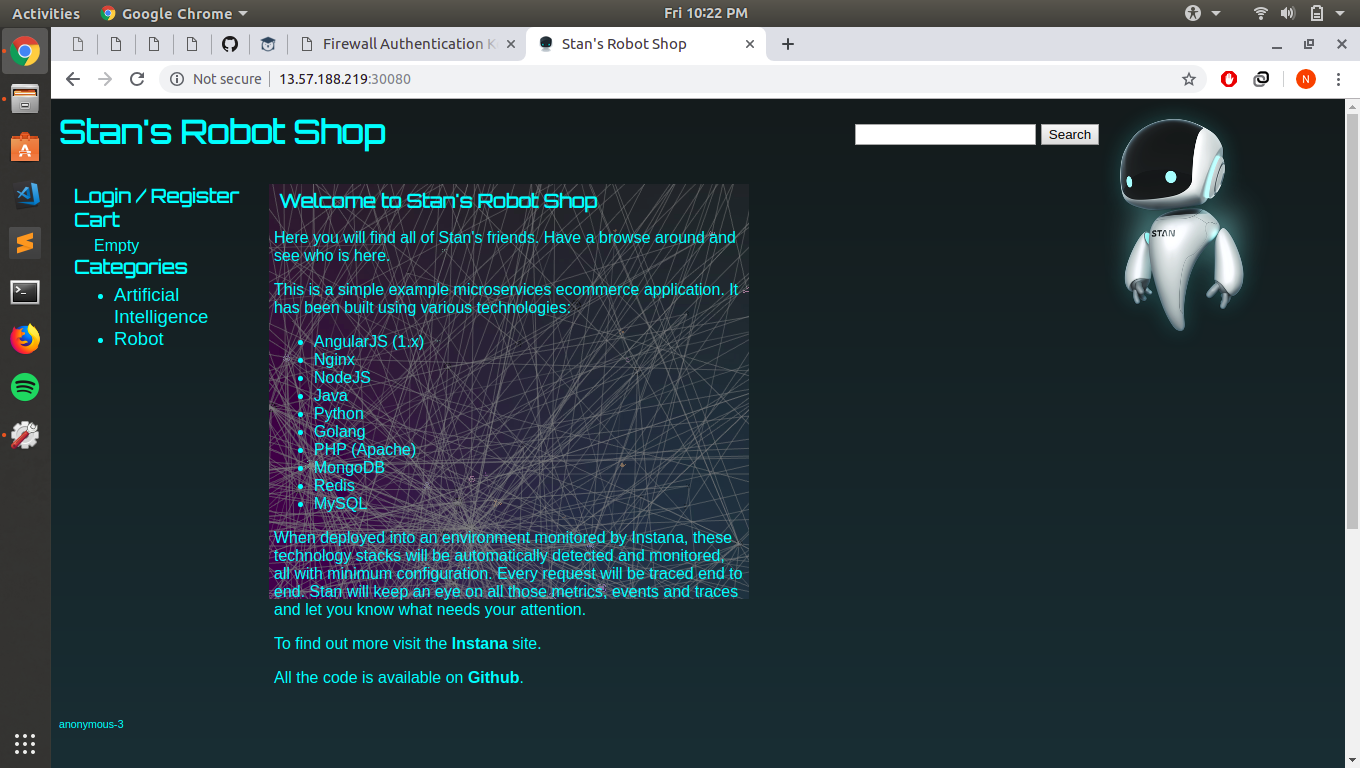 Activities
Google Chrome
Fri 10:22 PM
Firewall Authentication K
Stan's Robot Shop
Not secure
13.57.188.219:30080
N
Stan's Robot Shop
Search
STAN
Login / Register
Cart
Empty
Categories
Artificial
Intelligence
Robot
Welcome to Stan's Robot Shop
Here you will find all of Stan's friends. Have a browse around and
see who is here.
This is a simple example microservices ecommerce application. It
has been built using various technologies:
AngularJS (1.x)
Nginx
NodeJS
Java
Python
Golang
PHP (Apache)
MongoDB
Redis
MySQL
When deployed into an environment monitored by Instana, these
technology stacks will be automatically detected and monitored,
all with minimum configuration. Every request will be traced end to
end. Stan will keep an eye on all those metrics, events and traces
and let you know what needs your attention.
To find out more visit the Instana site.
All the code is available on Github.
anonymous-3